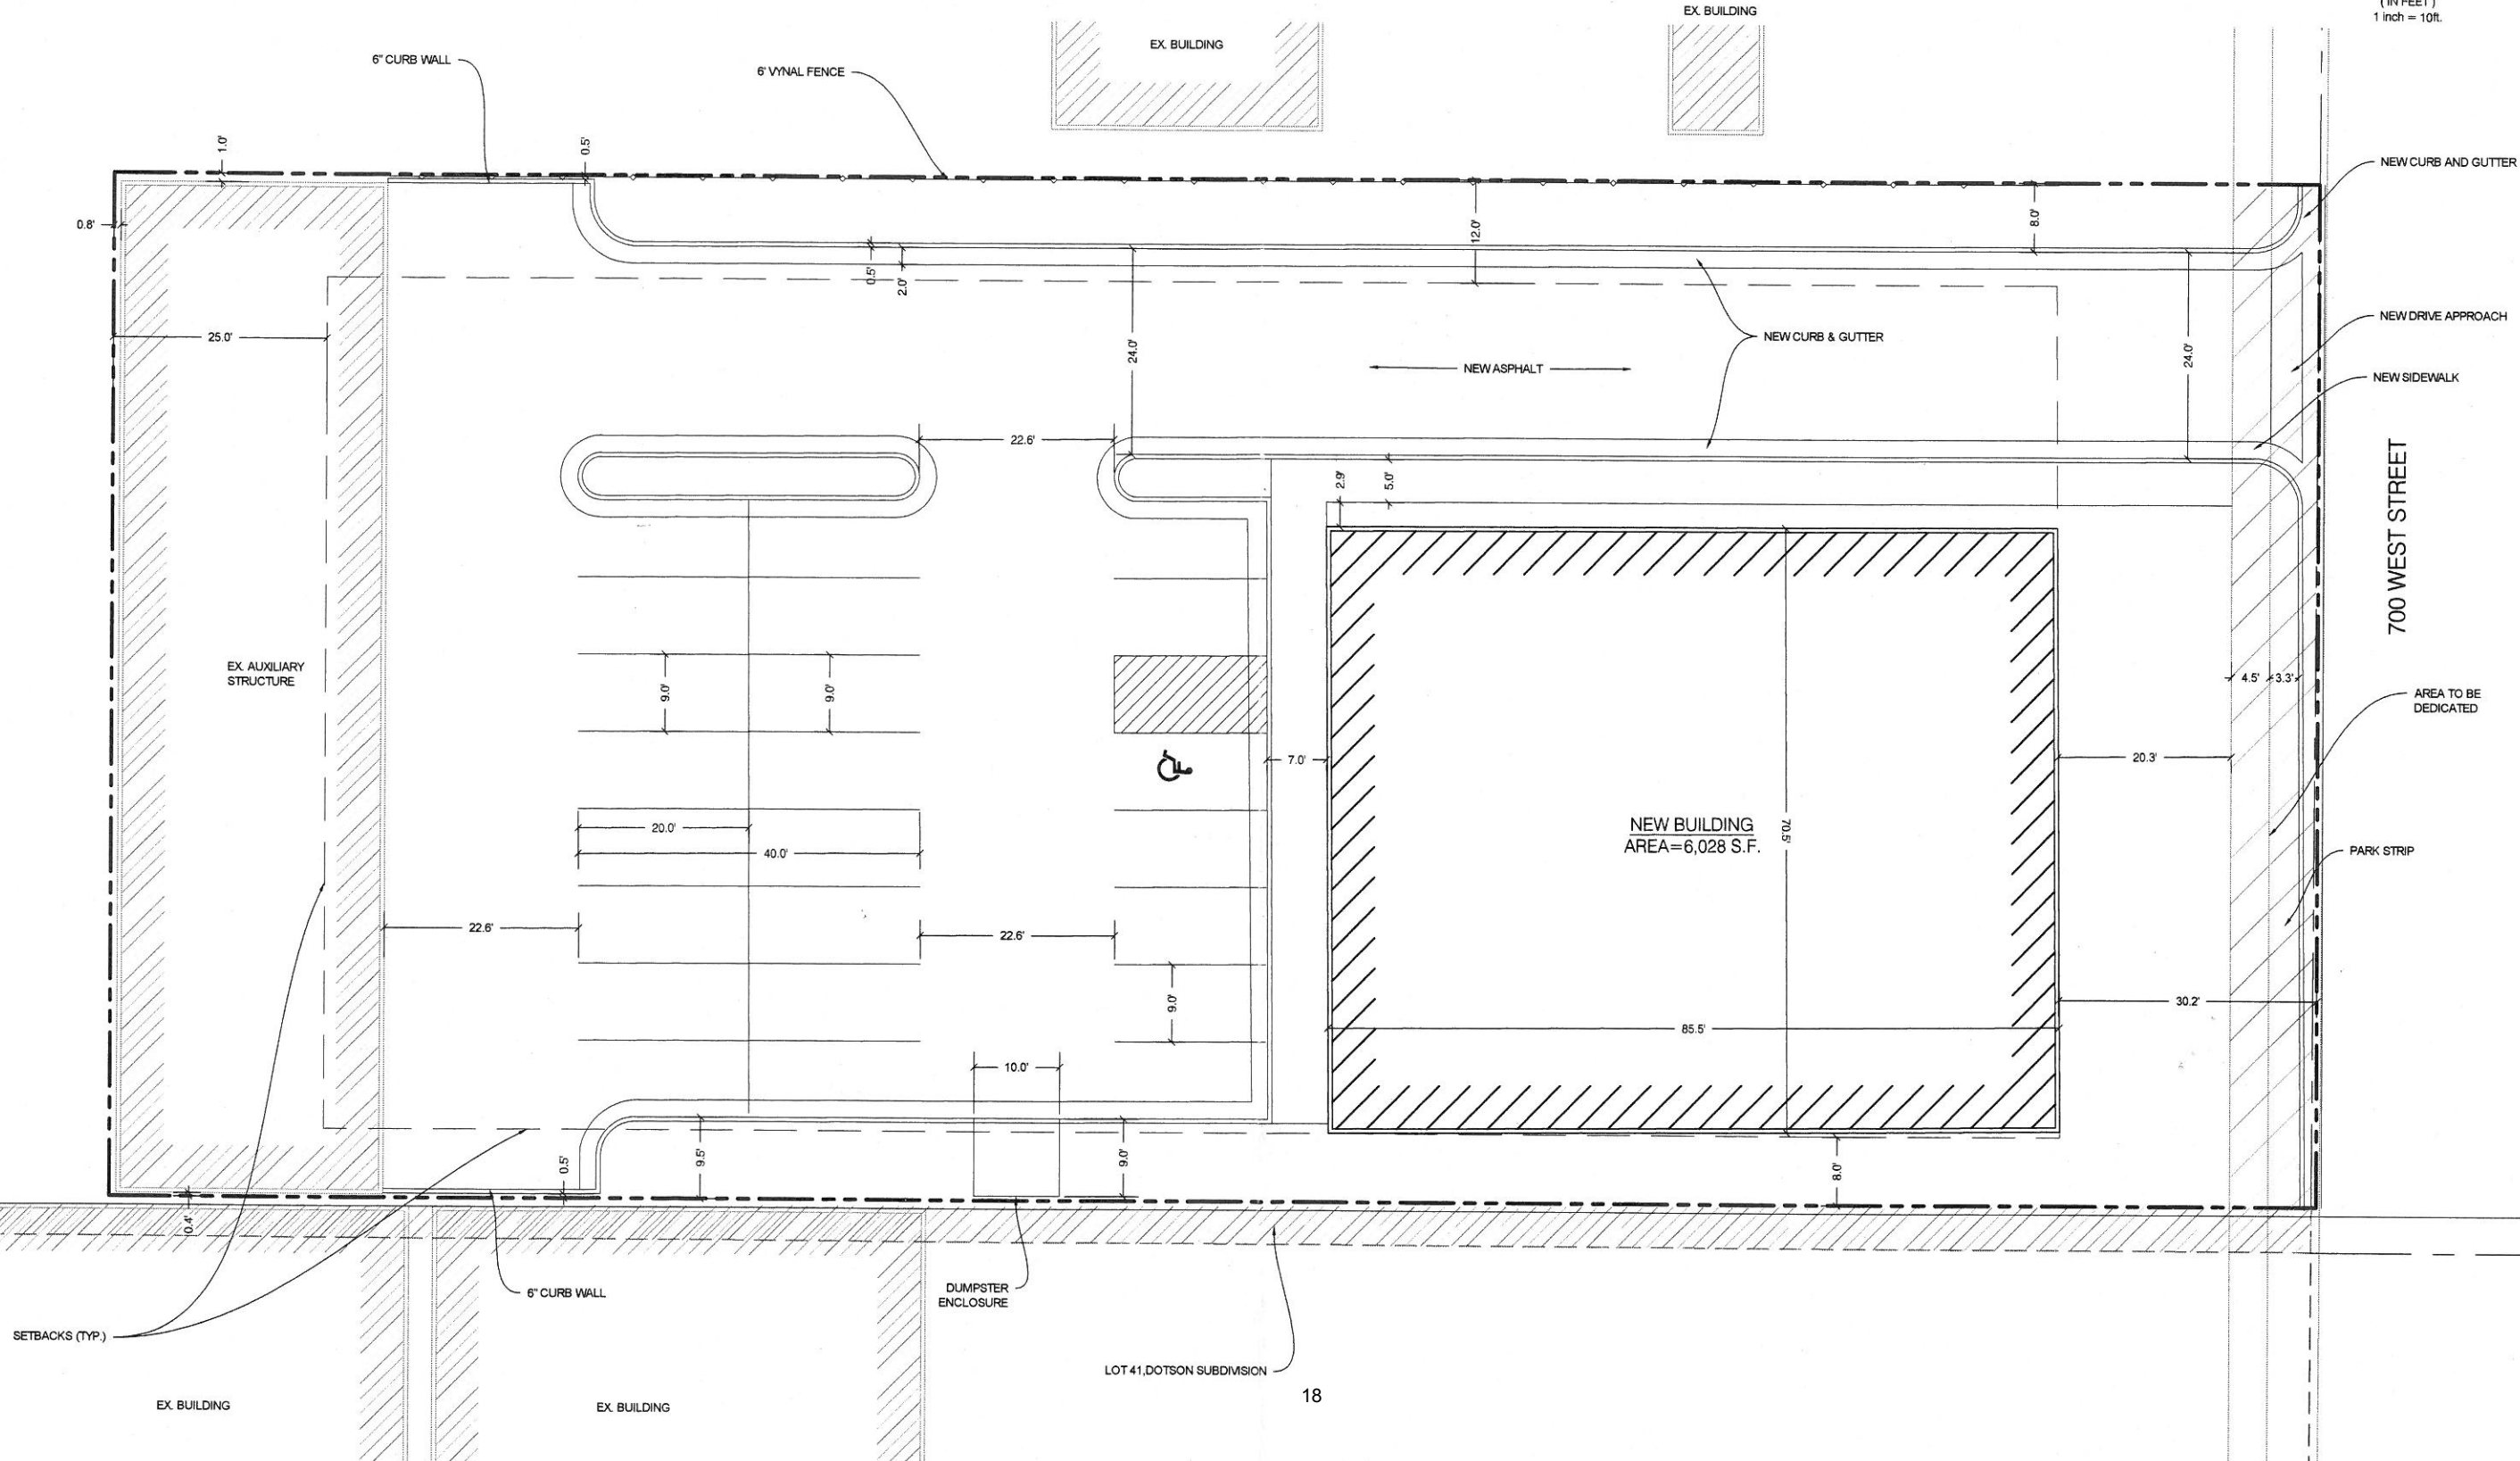 ( IN FEET )
1 inch = 10ft.
EX. BUILDING
EX. BUILDING
6" CURB WALL
6' VYNAL FENCE
1.0'
0.5'
NEW CURB AND GUTTER
0.8'
12.0'
8.0'
0.5'
2.0'
25.0'
24.0'
NEW CURB & GUTTER
NEW ASPHALT
24.0'
NEW DRIVE APPROACH
NEW SIDEWALK
22.6'
2.9'
5.0'
700 WEST STREET
EX. AUXILIARY
STRUCTURE
9.0'
9.0'
4.5'
3.3'
AREA TO BE
DEDICATED
7.0'
20.3'
20.0'
40.0'
NEW BUILDING
AREA=6,028 S.F.
70.5'
PARK STRIP
22.6'
22.6'
9.0'
30.2'
85.5'
10.0'
0.5'
9.5'
9.0'
8.0'
0.4'
6" CURB WALL
DUMPSTER
ENCLOSURE
SETBACKS (TYP.)
LOT 41,DOTSON SUBDIVISION
18
EX. BUILDING
EX. BUILDING